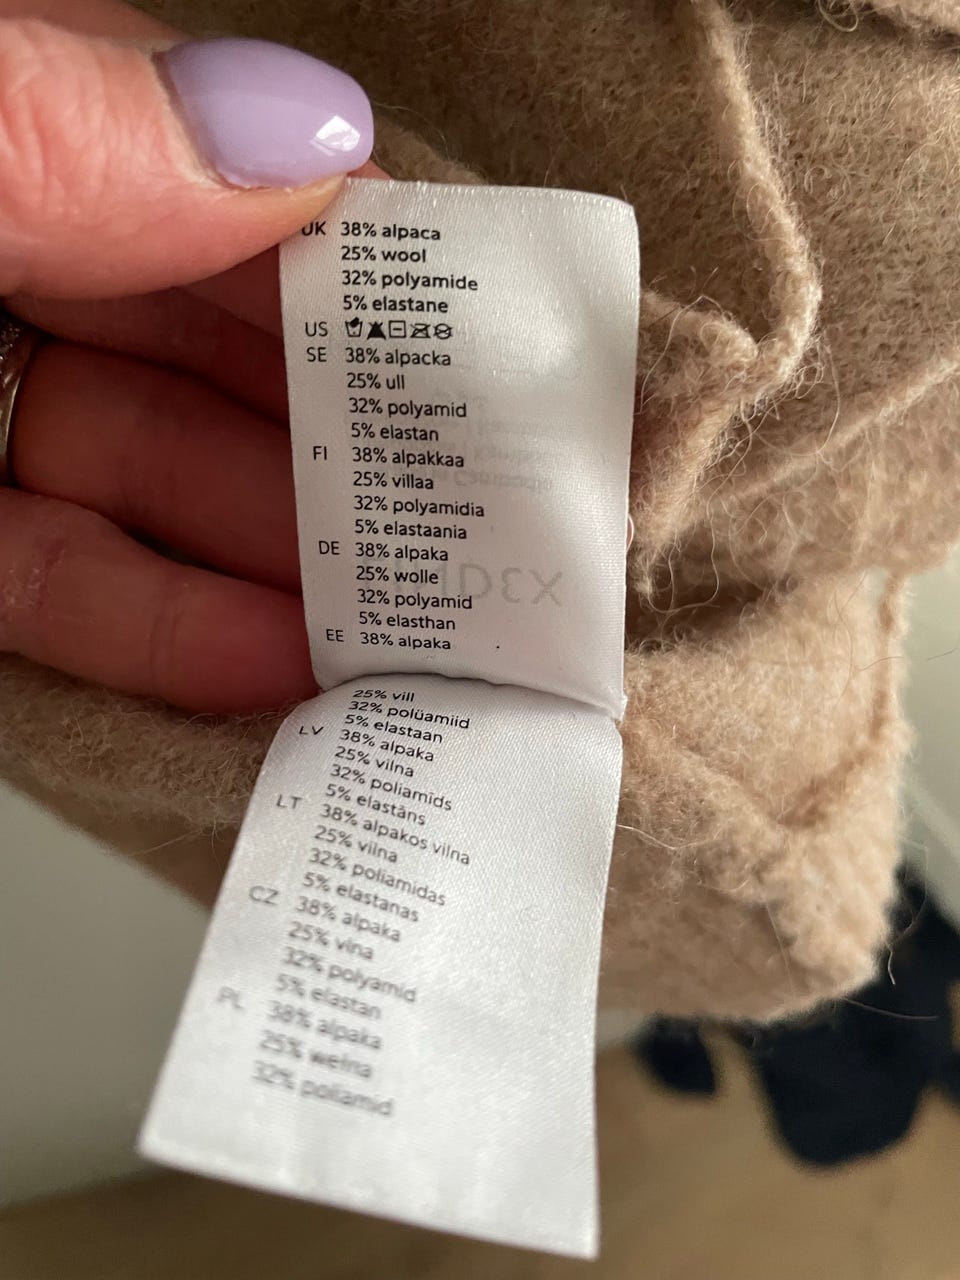 UK 38% alpaca
25% wool
32% polyamide
5% elastane
US
SE 38% alpacka
25% ull
32% polyamid
5% elastan
FI 38% alpakkaa
25% villaa
32% polyamidia
5% elastaania
DE 38% alpaka
25% wolle
32% polyamid
5% elasthan
EE 38% alpaka
25% vill
32% polüamiid
5% elastaan
LV 38% alpaka
25% vilna
32% poliamīds
5% elastāns
LT 38% alpakos vilna
25% vilna
32% poliamidas
5% elastanas
CZ 38% alpaka
25% vlna
32% polyamid
5% elastan
PL 38% alpaka
25% wełna
32% poliamid